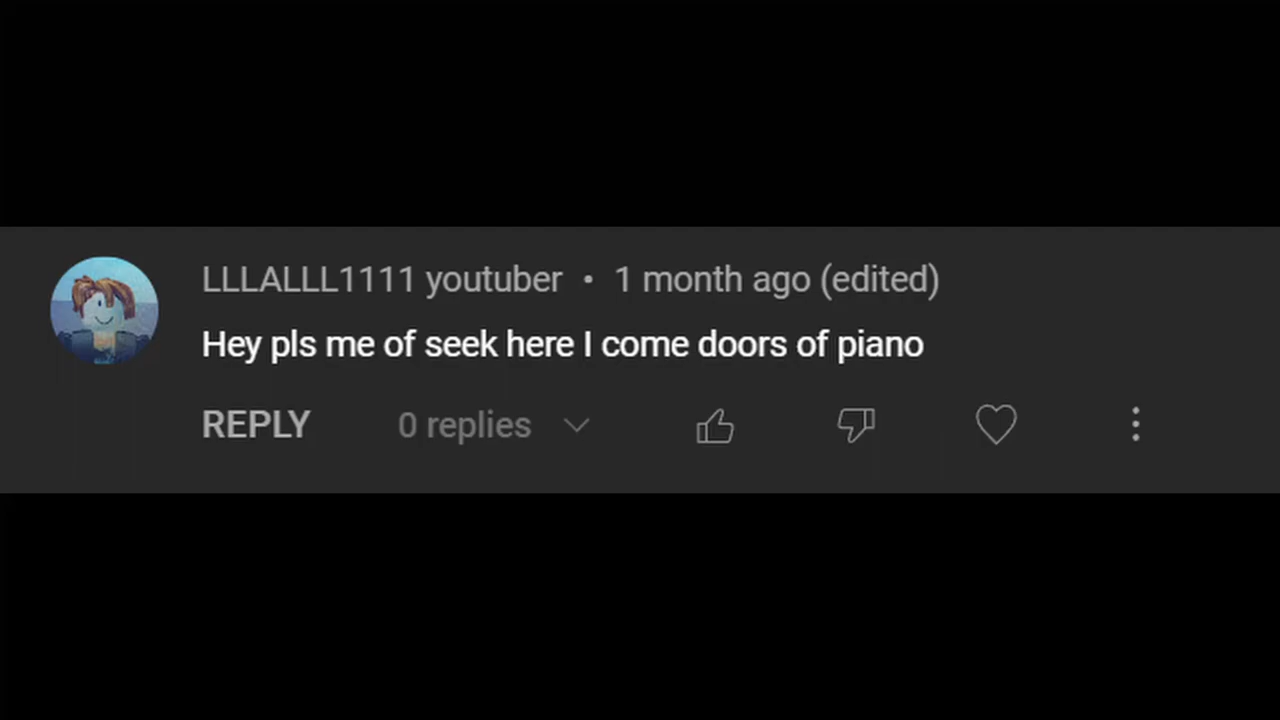 LLLALLL1111 youtuber • 1 month ago (edited)
Hey pls me of seek here I come doors of piano
REPLY 0 replies